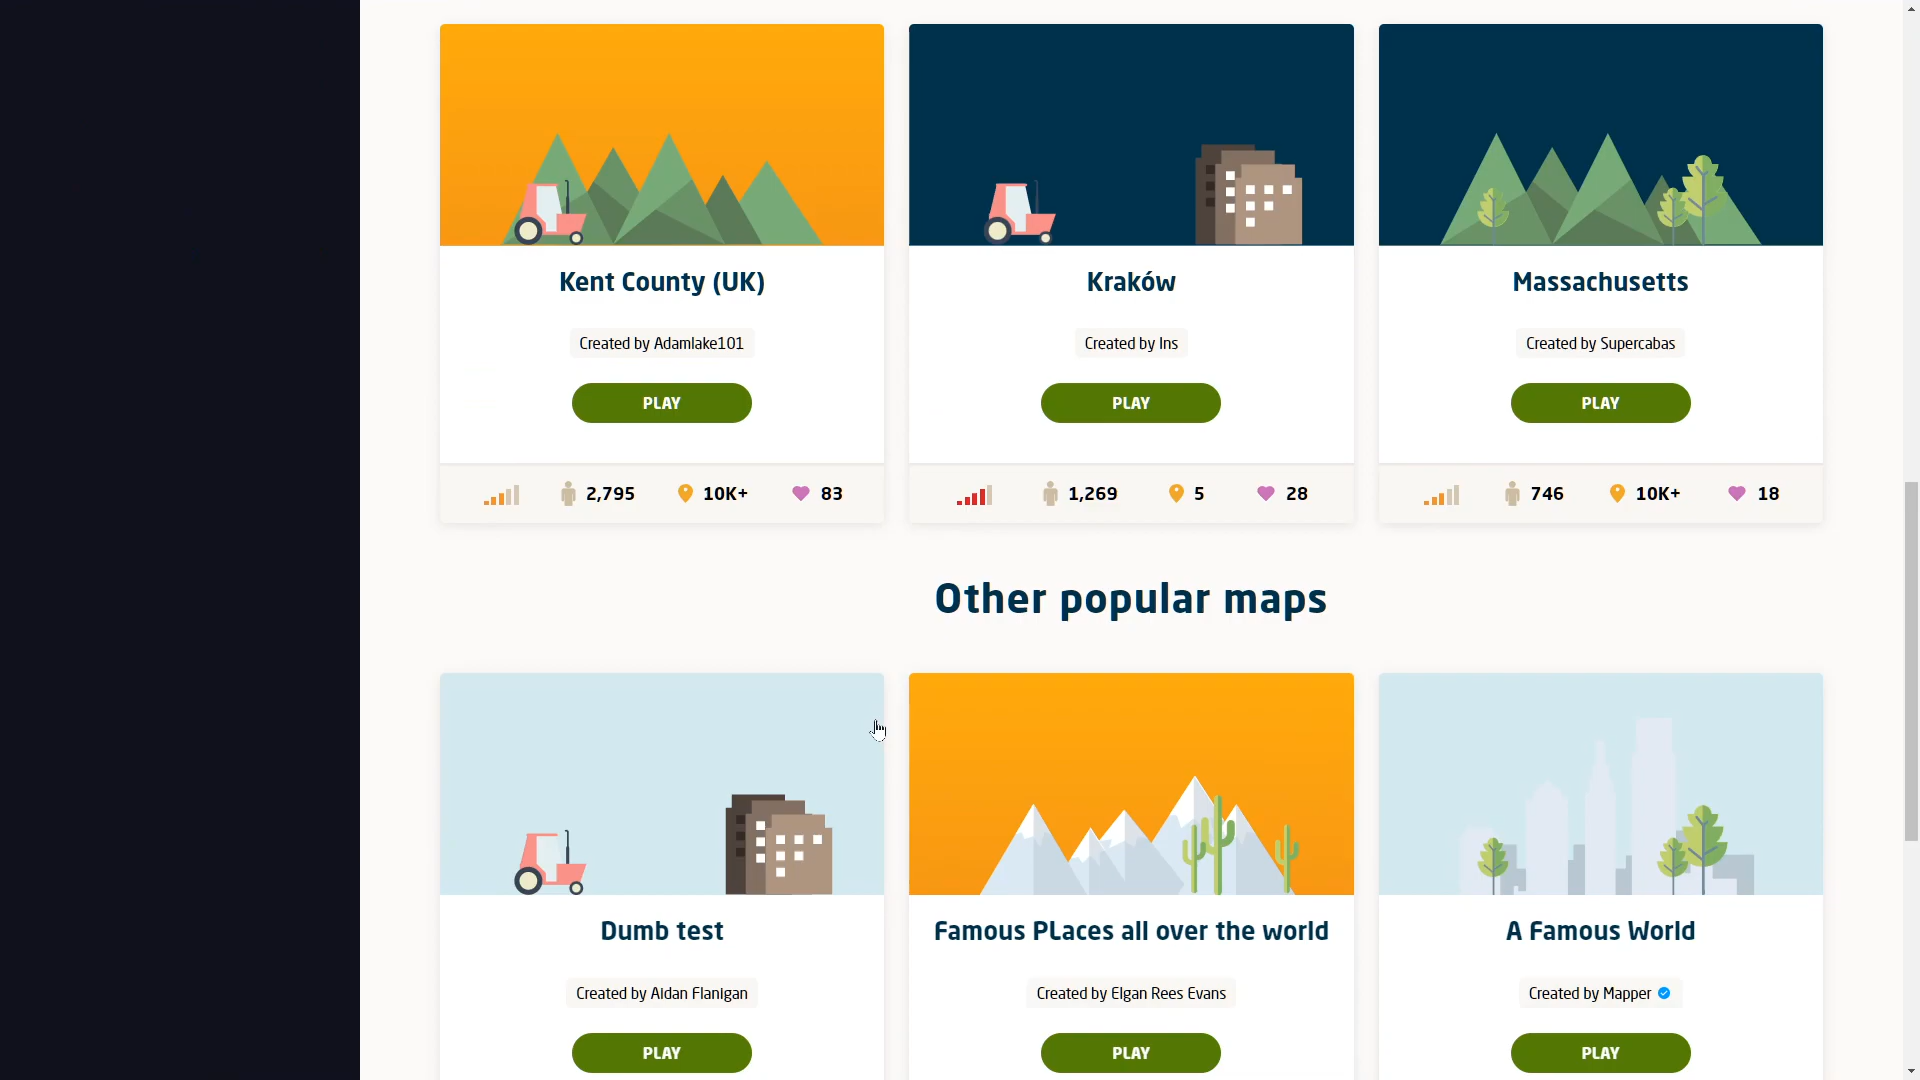 Kent County (UK)
Kraków
Massachusetts
Created by Adamlake101
Created by Ins
Created by Supercabas
PLAY
PLAY
PLAY
2,795 10K+ 83
1,269 5 28
746 10K+ 18
Other popular maps
Dumb test
Famous PLaces all over the world
A Famous World
Created by Aidan Flanigan
Created by Elgan Rees Evans
Created by Mapper
PLAY
PLAY
PLAY